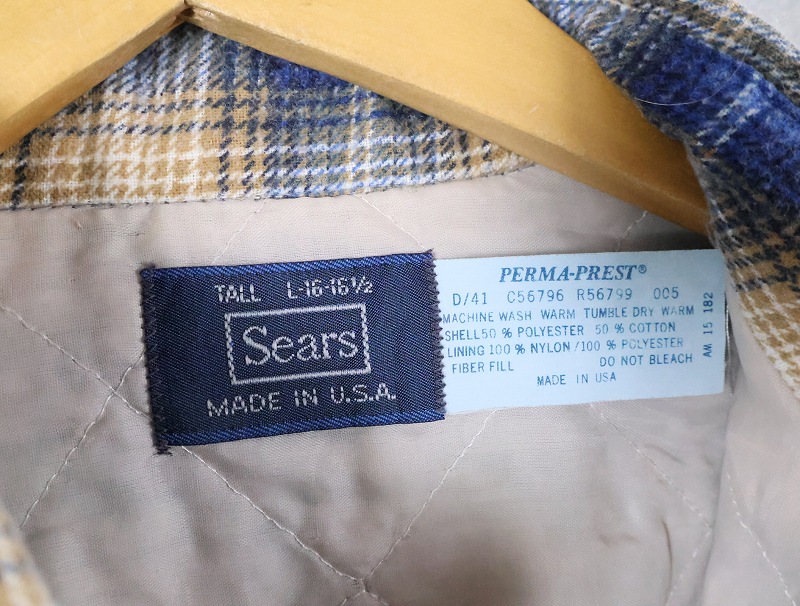 TALL L-16-16½
Sears
MADE IN U.S.A.
PERMA-PREST®
D/41 C56796 R56799 005
MACHINE WASH WARM TUMBLE DRY WARM
SHELL 50 % POLYESTER 50 % COTTON
LINING 100 % NYLON/100 % POLYESTER
FIBER FILL DO NOT BLEACH
MADE IN USA
AM 15 182